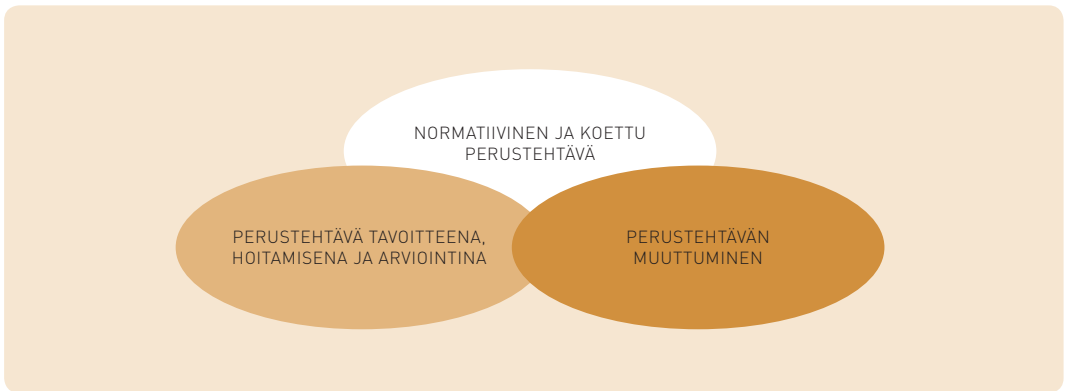 NORMATIIVINEN JA KOETTU
PERUSTEHTÄVÄ
PERUSTEHTÄVÄ TAVOITTEENA,
HOITAMISENA JA ARVIOINTINA
PERUSTEHTÄVÄN
MUUTTUMINEN